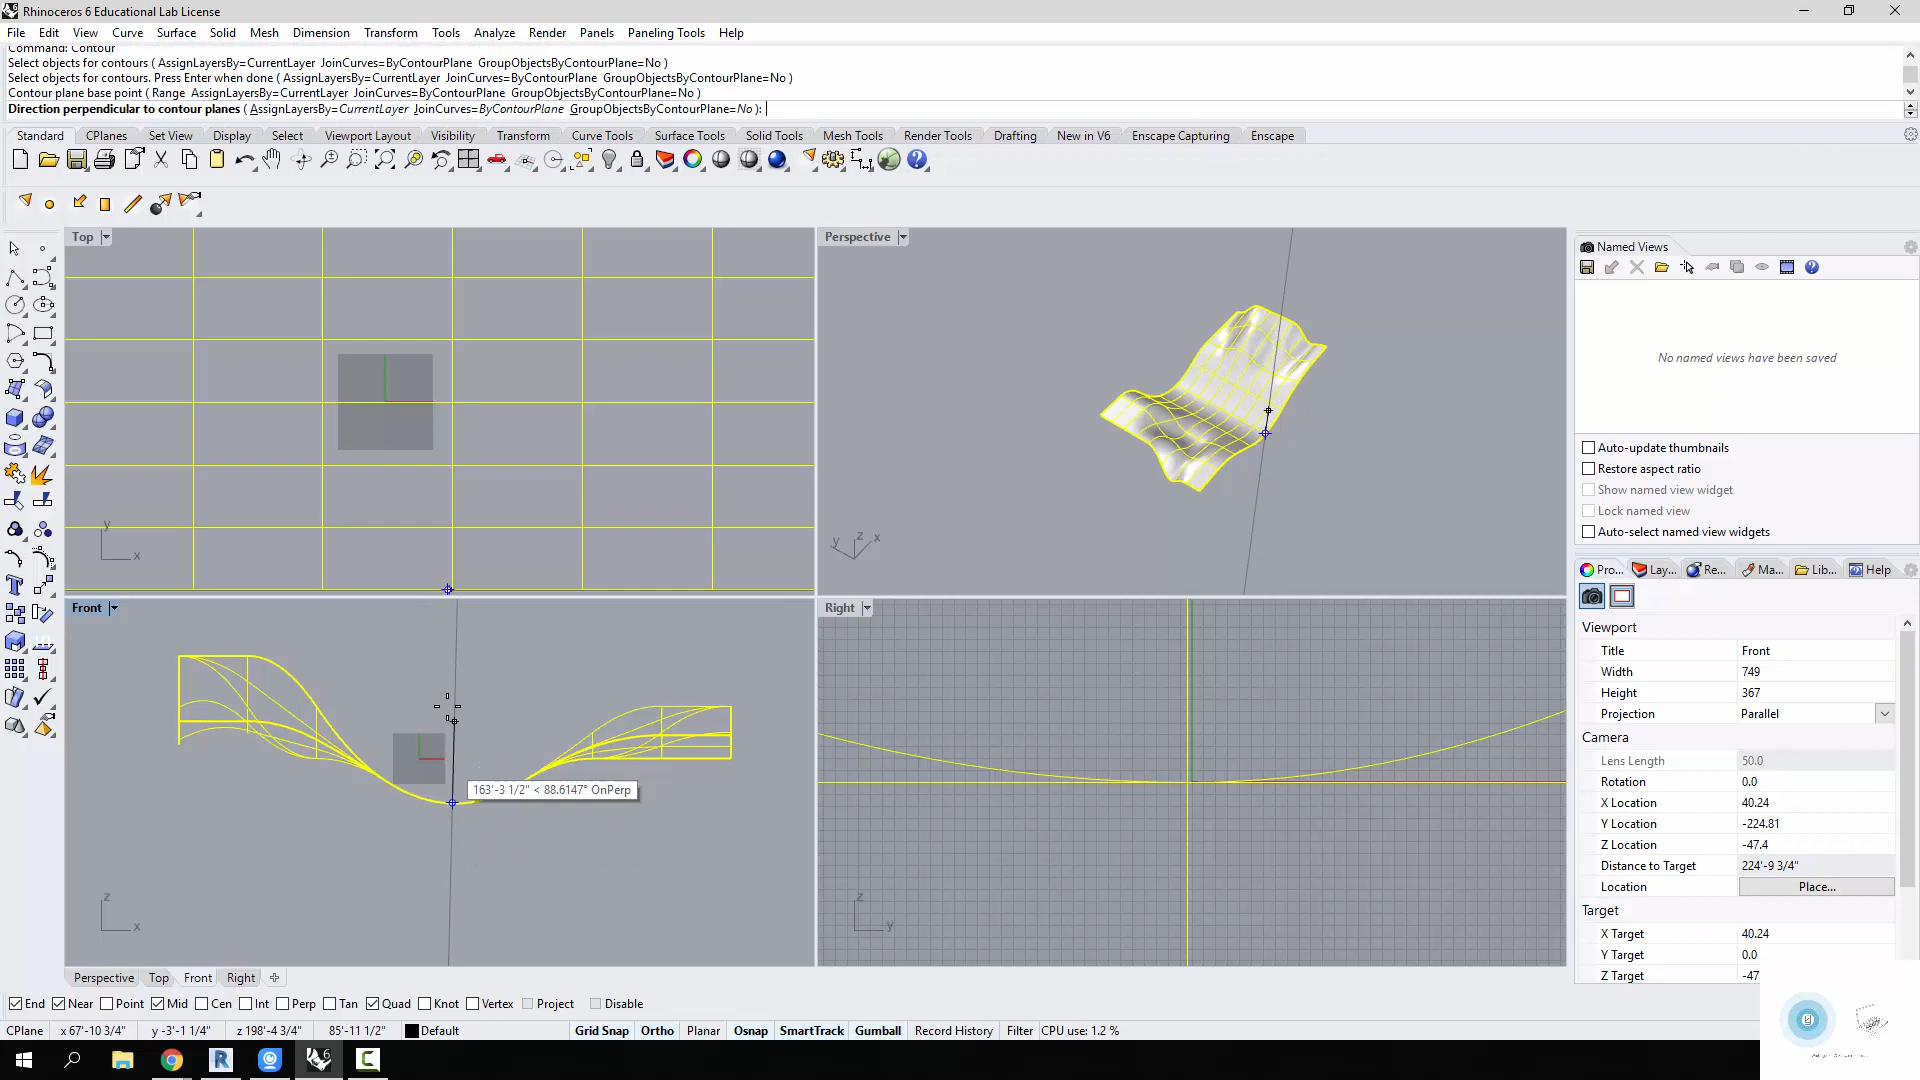 Rhinoceros 6 Educational Lab License
File Edit View Curve Surface Solid Mesh Dimension Transform Tools Analyze Render Panels Paneling Tools Help
Command: Contour
Select objects for contours ( AssignLayersBy=CurrentLayer JoinCurves=ByContourPlane GroupObjectsByContourPlane=No )
Select objects for contours. Press Enter when done ( AssignLayersBy=CurrentLayer JoinCurves=ByContourPlane GroupObjectsByContourPlane=No )
Contour plane base point ( Range AssignLayersBy=CurrentLayer JoinCurves=ByContourPlane GroupObjectsByContourPlane=No )
Direction perpendicular to contour planes ( AssignLayersBy=CurrentLayer JoinCurves=ByContourPlane GroupObjectsByContourPlane=No ):
Standard CPlanes Set View Display Select Viewport Layout Visibility Transform Curve Tools Surface Tools Solid Tools Mesh Tools Render Tools Drafting New in V6 Enscape Capturing Enscape
Top
y
x
Perspective
y z x
Front
163'-3 1/2" < 88.6147° OnPerp
z
x
Right
z
y
Named Views
No named views have been saved
Auto-update thumbnails
Restore aspect ratio
Show named view widget
Lock named view
Auto-select named view widgets
Pro... Lay... Re... Ma... Lib... Help
Viewport
Title Front
Width 749
Height 367
Projection Parallel
Camera
Lens Length 50.0
Rotation 0.0
X Location 40.24
Y Location -224.81
Z Location -47.4
Distance to Target 224'-9 3/4"
Location Place...
Target
X Target 40.24
Y Target 0.0
Z Target -47
Perspective Top Front Right
End Near Point Mid Cen Int Perp Tan Quad Knot Vertex Project Disable
CPlane x 67'-10 3/4" y -3'-1 1/4" z 198'-4 3/4" 85'-11 1/2" Default Grid Snap Ortho Planar Osnap SmartTrack Gumball Record History Filter CPU use: 1.2 %